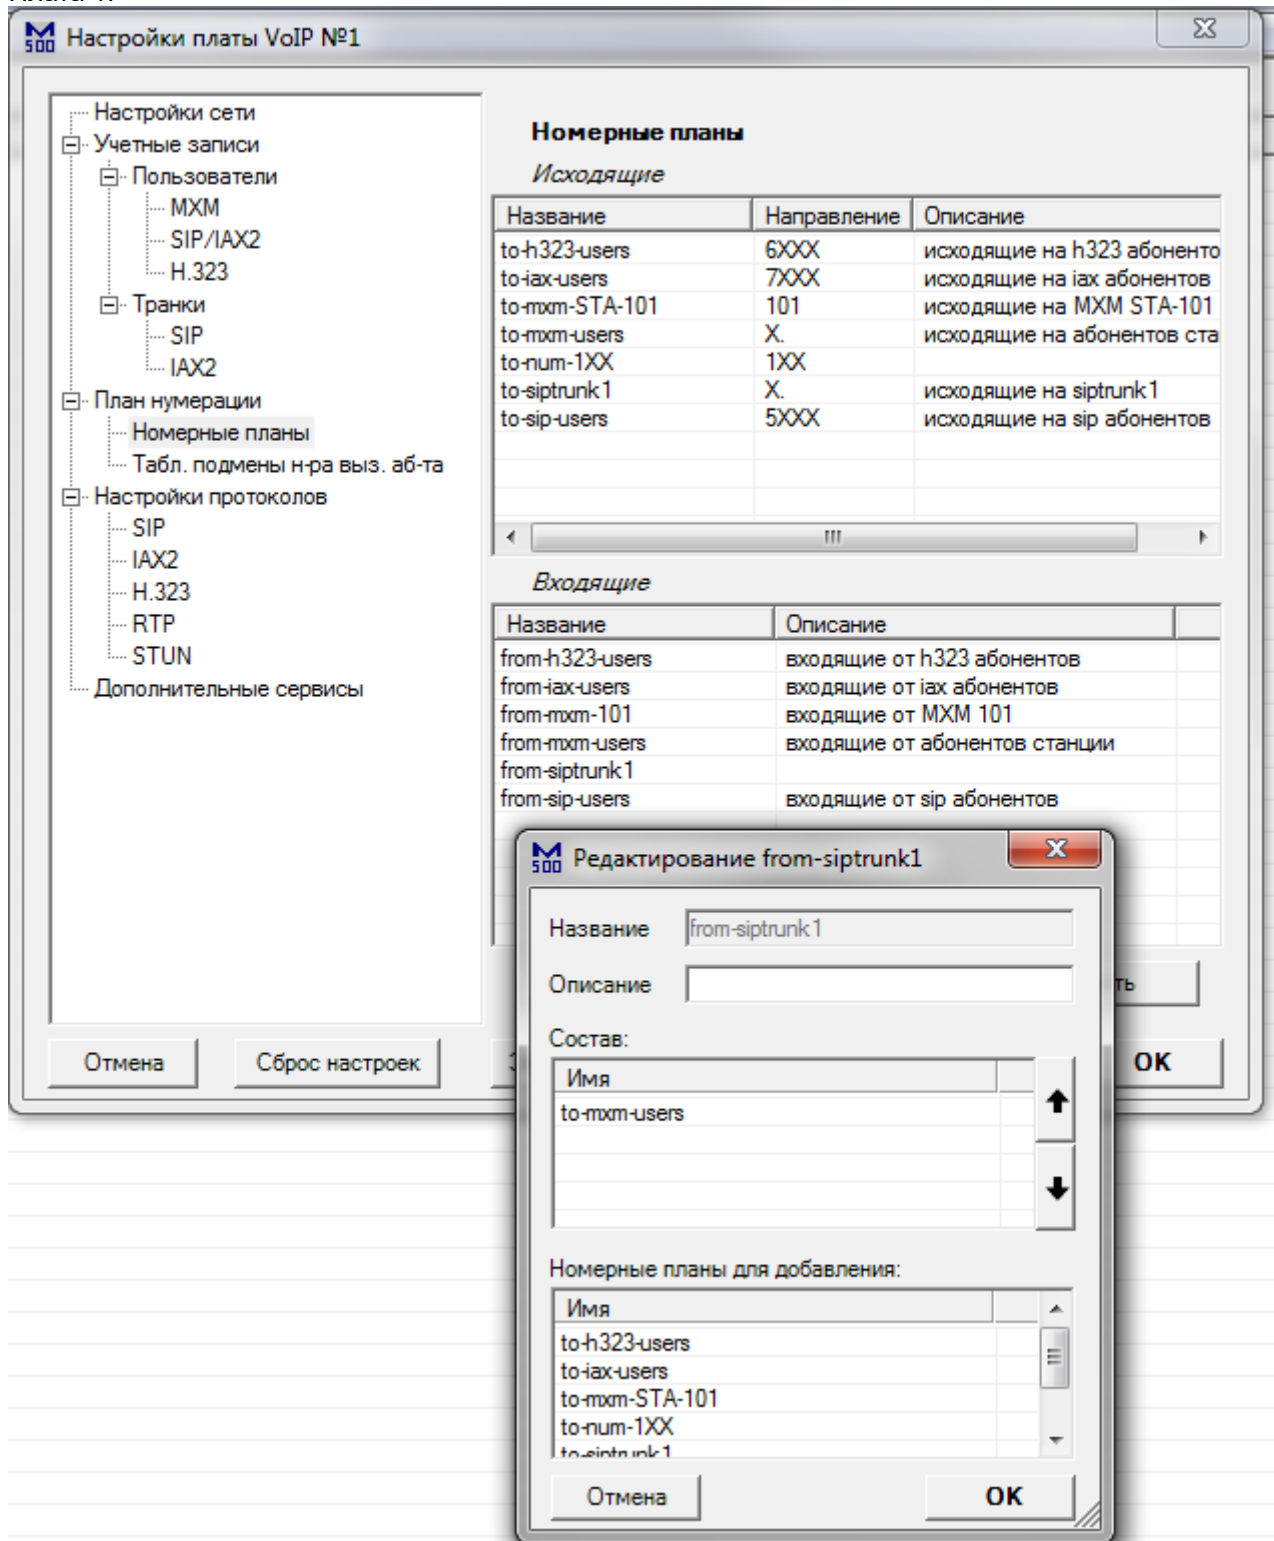 M500 Настройки платы VoIP №1
Настройки сети
Учетные записи
Пользователи
MXM
SIP/IAX2
H.323
Транки
SIP
IAX2
План нумерации
Номерные планы
Табл. подмены н-ра выз. аб-та
Настройки протоколов
SIP
IAX2
H.323
RTP
STUN
Дополнительные сервисы
Номерные планы
Исходящие
Название Направление Описание
to-h323-users 6XXX исходящие на h323 абоненто
to-iax-users 7XXX исходящие на iax абонентов
to-mxm-STA-101 101 исходящие на MXM STA-101
to-mxm-users X. исходящие на абонентов ста
to-num-1XX 1XX
to-siptrunk1 X. исходящие на siptrunk1
to-sip-users 5XXX исходящие на sip абонентов
Входящие
Название Описание
from-h323-users входящие от h323 абонентов
from-iax-users входящие от iax абонентов
from-mxm-101 входящие от MXM 101
from-mxm-users входящие от абонентов станции
from-siptrunk1
from-sip-users входящие от sip абонентов
ть
Отмена Сброс настроек OK
M500 Редактирование from-siptrunk1
Название from-siptrunk1
Описание
Состав:
Имя
to-mxm-users
Номерные планы для добавления:
Имя
to-h323-users
to-iax-users
to-mxm-STA-101
to-num-1XX
to-siptrunk1
Отмена OK